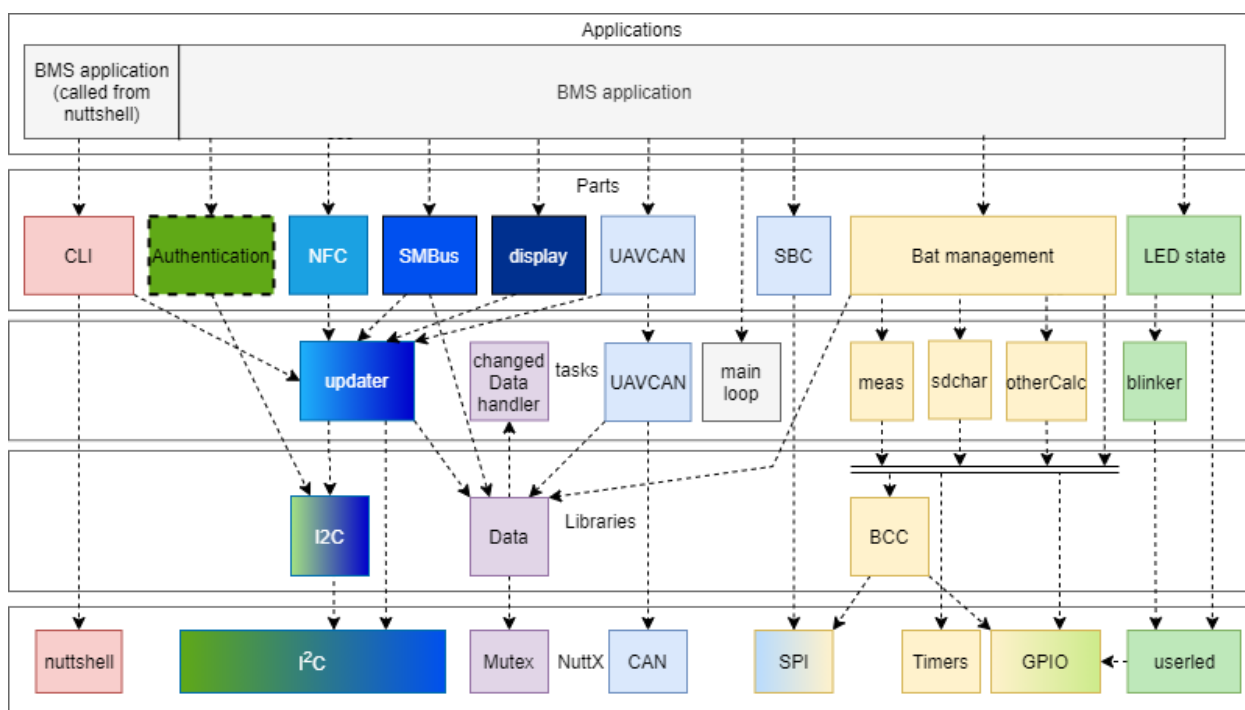 Applications
BMS application
(called from
nuttshell)
BMS application
Parts
CLI
Authentication
NFC
SMBus
display
UAVCAN
SBC
Bat management
LED state
updater
changed
Data
handler
tasks
UAVCAN
main
loop
meas
sdchar
otherCalc
blinker
I2C
Data
Libraries
BCC
nuttshell
I²C
Mutex
NuttX
CAN
SPI
Timers
GPIO
userled